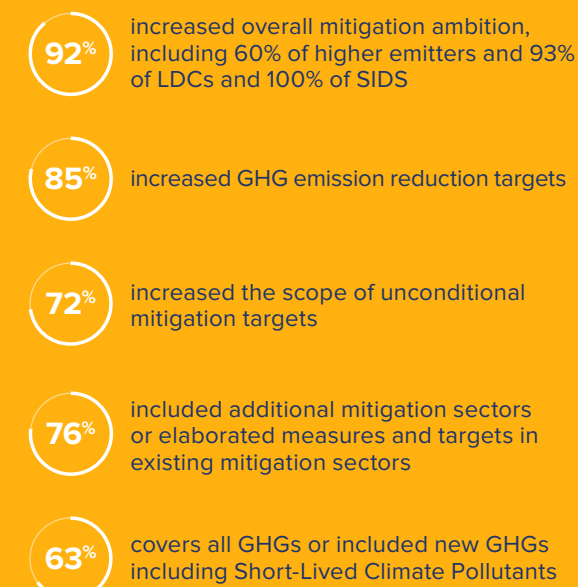 92%
increased overall mitigation ambition,
including 60% of higher emitters and 93%
of LDCs and 100% of SIDS
85%
increased GHG emission reduction targets
72%
increased the scope of unconditional
mitigation targets
76%
included additional mitigation sectors
or elaborated measures and targets in
existing mitigation sectors
63%
covers all GHGs or included new GHGs
including Short-Lived Climate Pollutants